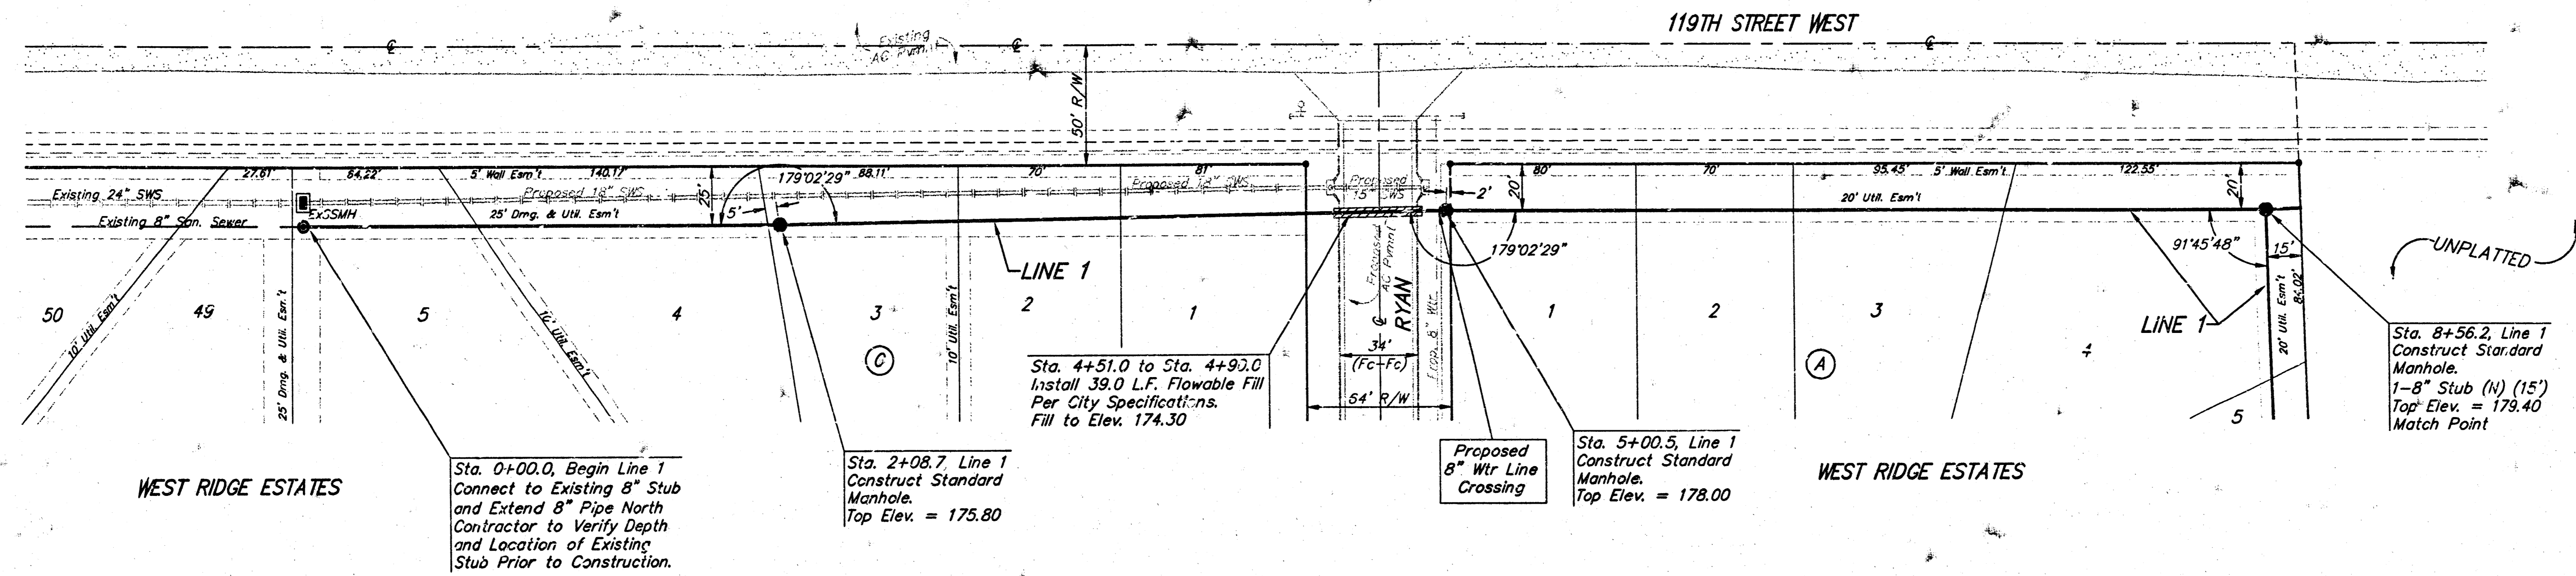 119TH STREET WEST
Existing
AC Pvm't
50' R/W
27.61'
64.22'
5' Wall Esm't
140.17'
88.11'
70'
81'
80'
70'
95.45'
5' Wall Esm't
122.55'
Existing 24" SWS
Proposed 18" SWS
25'
179°02'29"
Proposed
15" SWS
2'
20'
20' Util. Esm't
20'
ExSSMH
25' Drng. & Util. Esm't
5'
Existing 8" San. Sewer
179°02'29"
91°45'48"
15'
UNPLATTED
LINE 1
LINE 1
50
49
5
4
3
2
1
1
2
3
4
5
10' Util. Esm't
25' Drng. & Util. Esm't
10' Util. Esm't
10' Util. Esm't
Proposed
AC Pvmnt
RYAN
Prop. 8" Wtr
20' Util. Esm't
C
34'
(Fc-Fc)
54' R/W
A
Sta. 4+51.0 to Sta. 4+90.0
Install 39.0 L.F. Flowable Fill
Per City Specifications.
Fill to Elev. 174.30
Sta. 8+56.2, Line 1
Construct Standard
Manhole.
1-8" Stub (N) (15')
Top Elev. = 179.40
Match Point
WEST RIDGE ESTATES
Sta. 0+00.0, Begin Line 1
Connect to Existing 8" Stub
and Extend 8" Pipe North
Contractor to Verify Depth
and Location of Existing
Stub Prior to Construction.
Sta. 2+08.7, Line 1
Construct Standard
Manhole.
Top Elev. = 175.80
Proposed
8" Wtr Line
Crossing
Sta. 5+00.5, Line 1
Construct Standard
Manhole.
Top Elev. = 178.00
WEST RIDGE ESTATES